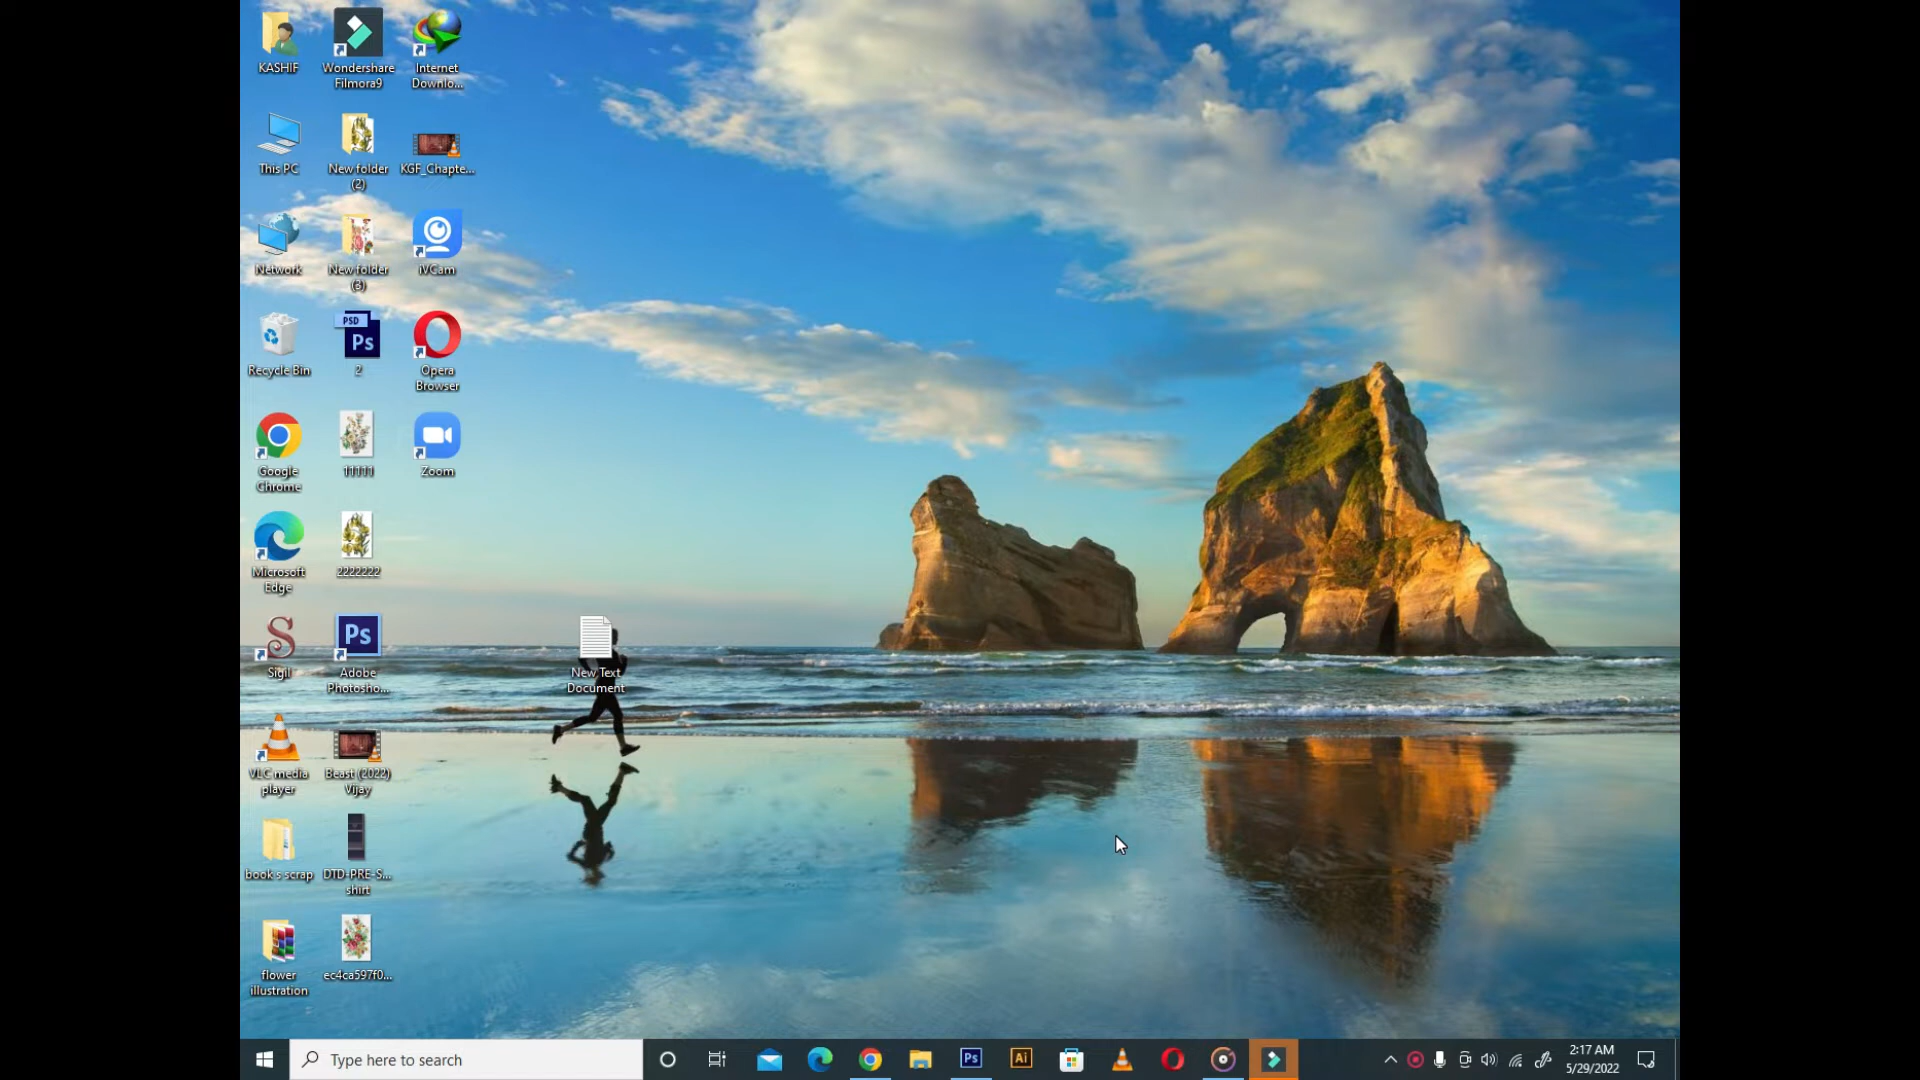 KASHIF
Wondershare
Filmora9
Internet
Downlo...
This PC
New folder
(2)
KGF_Chapte...
Network
New folder
(3)
iVCam
Recycle Bin
PSD
Ps
2
Opera
Browser
Google
Chrome
11111
Zoom
Microsoft
Edge
2222222
S
Sigil
Ps
Adobe
Photosho...
New Text
Document
VLC media
player
Beast (2022)
Vijay
book s scrap
DTD-PRE-S...
shirt
flower
illustration
ec4ca597f0...
Type here to search
Ps
Ai
2:17 AM
5/29/2022